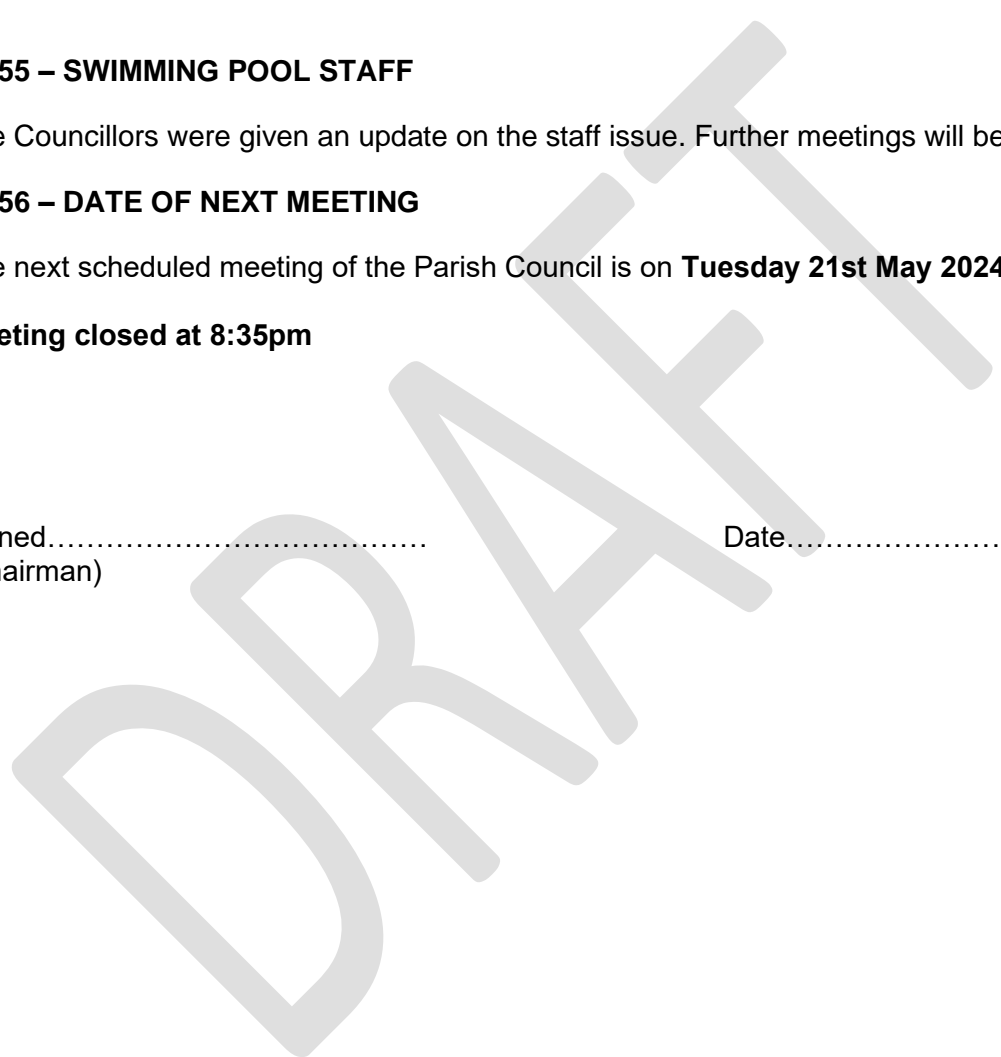 55 – SWIMMING POOL STAFF
e Councillors were given an update on the staff issue. Further meetings will be
56 – DATE OF NEXT MEETING
e next scheduled meeting of the Parish Council is on Tuesday 21st May 2024
eting closed at 8:35pm
ned………………………………… Date………………….
hairman)
DRAFT